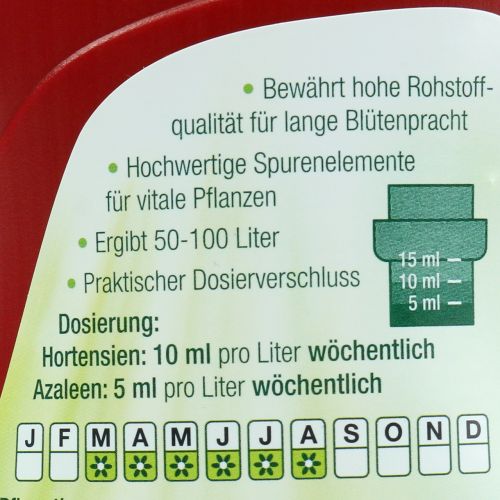 • Bewährt hohe Rohstoff-
qualität für lange Blütenpracht
• Hochwertige Spurenelemente
für vitale Pflanzen
• Ergibt 50-100 Liter
• Praktischer Dosierverschluss
15 ml –
10 ml –
5 ml –
Dosierung:
Hortensien: 10 ml pro Liter wöchentlich
Azaleen: 5 ml pro Liter wöchentlich
J F M A M J J A S O N D